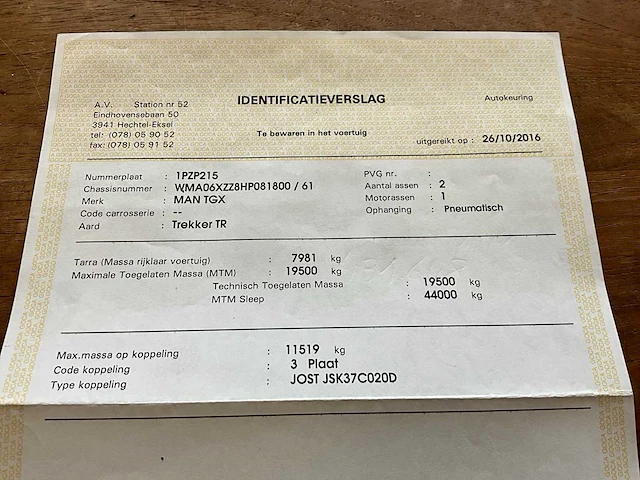 IDENTIFICATIEVERSLAG
Autokeuring
A.V. Station nr 52
Eindhovensebaan 50
3941 Hechtel-Eksel
tel: (078) 05 90 52
fax: (078) 05 91 52
Te bewaren in het voertuig
uitgereikt op : 26/10/2016
Nummerplaat : 1PZP215
PVG nr. :
Chassisnummer : WMA06XZZ8HP081800 / 61
Aantal assen : 2
Merk : MAN TGX
Motorassen : 1
Code carrosserie : --
Ophanging : Pneumatisch
Aard : Trekker TR
Tarra (Massa rijklaar voertuig) : 7981 kg
Maximale Toegelaten Massa (MTM) : 19500 kg
Technisch Toegelaten Massa : 19500 kg
MTM Sleep : 44000 kg
Max.massa op koppeling : 11519 kg
Code koppeling : 3 Plaat
Type koppeling : JOST JSK37C020D